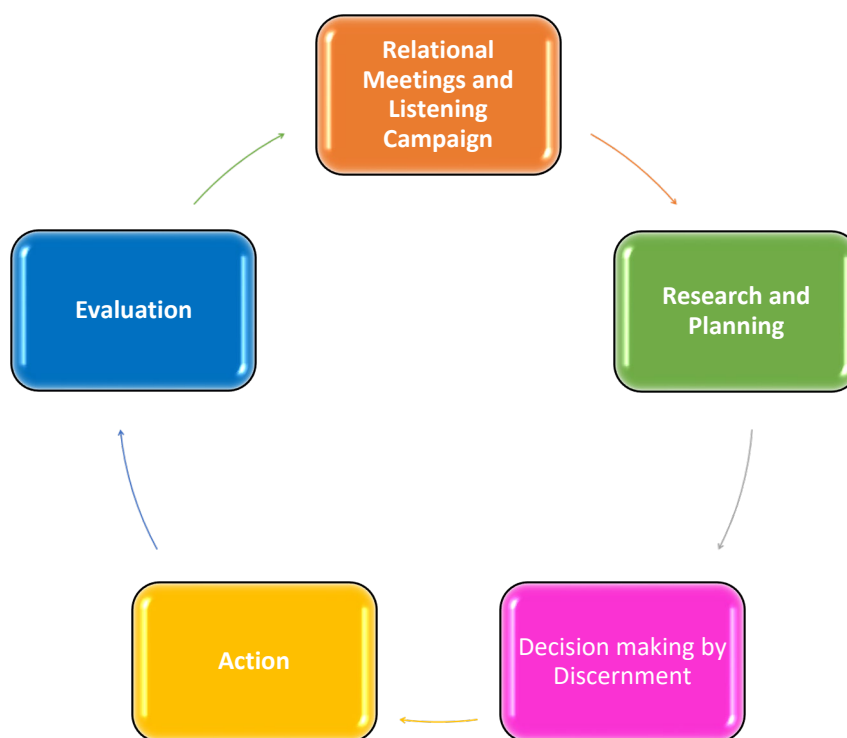 Relational
Meetings and
Listening
Campaign
Research and
Planning
Decision making by
Discernment
Action
Evaluation